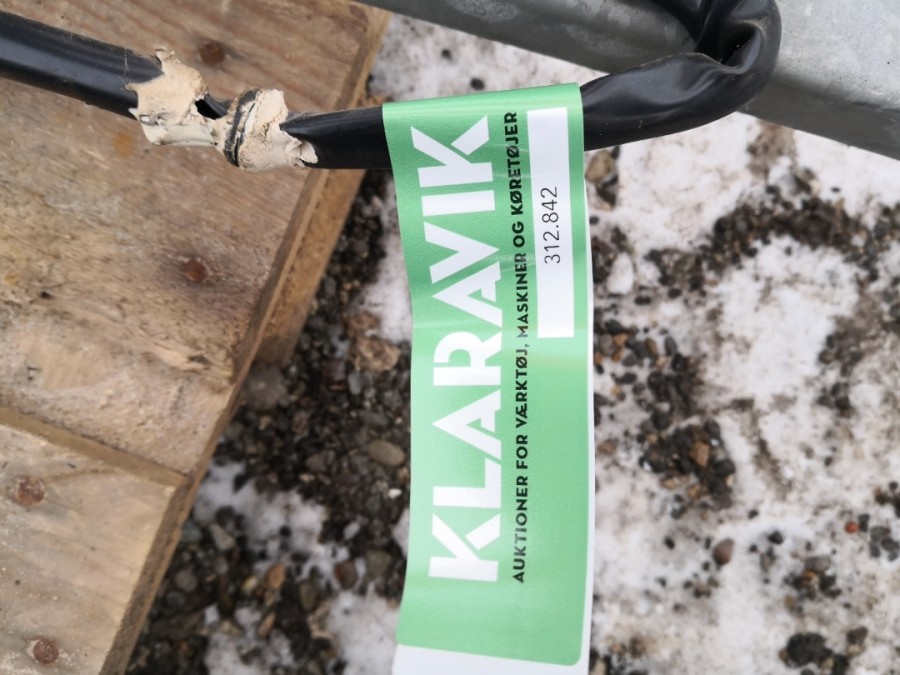 KLARAVIK
AUKTIONER FOR VÆRKTØJ, MASKINER OG KØRETØJER
312.842